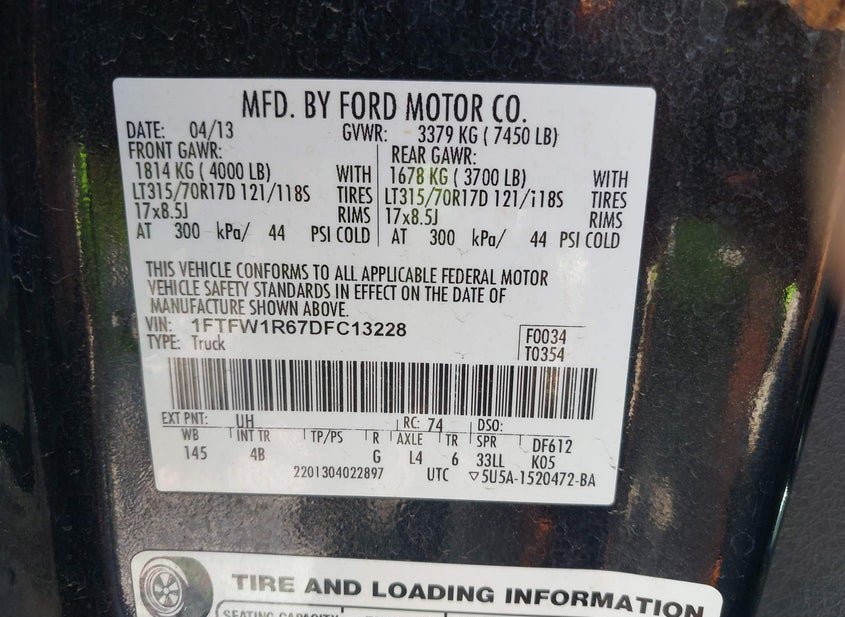 MFD. BY FORD MOTOR CO.
DATE: 04/13 GVWR: 3379 KG ( 7450 LB)
FRONT GAWR: REAR GAWR:
1814 KG ( 4000 LB) WITH 1678 KG ( 3700 LB) WITH
LT315/70R17D 121/118S TIRES LT315/70R17D 121/118S TIRES
17x8.5J RIMS 17x8.5J RIMS
AT 300 kPa/ 44 PSI COLD AT 300 kPa/ 44 PSI COLD
THIS VEHICLE CONFORMS TO ALL APPLICABLE FEDERAL MOTOR
VEHICLE SAFETY STANDARDS IN EFFECT ON THE DATE OF
MANUFACTURE SHOWN ABOVE.
VIN: 1FTFW1R67DFC13228 F0034
TYPE: Truck T0354
EXT PNT: UH RC: 74 DSO:
WB INT TR TP/PS R AXLE TR SPR DF612
145 4B G L4 6 33LL K05
2201304022897 UTC ▽5U5A-1520472-BA
TIRE AND LOADING INFORMATION
SEATING CAPACITY